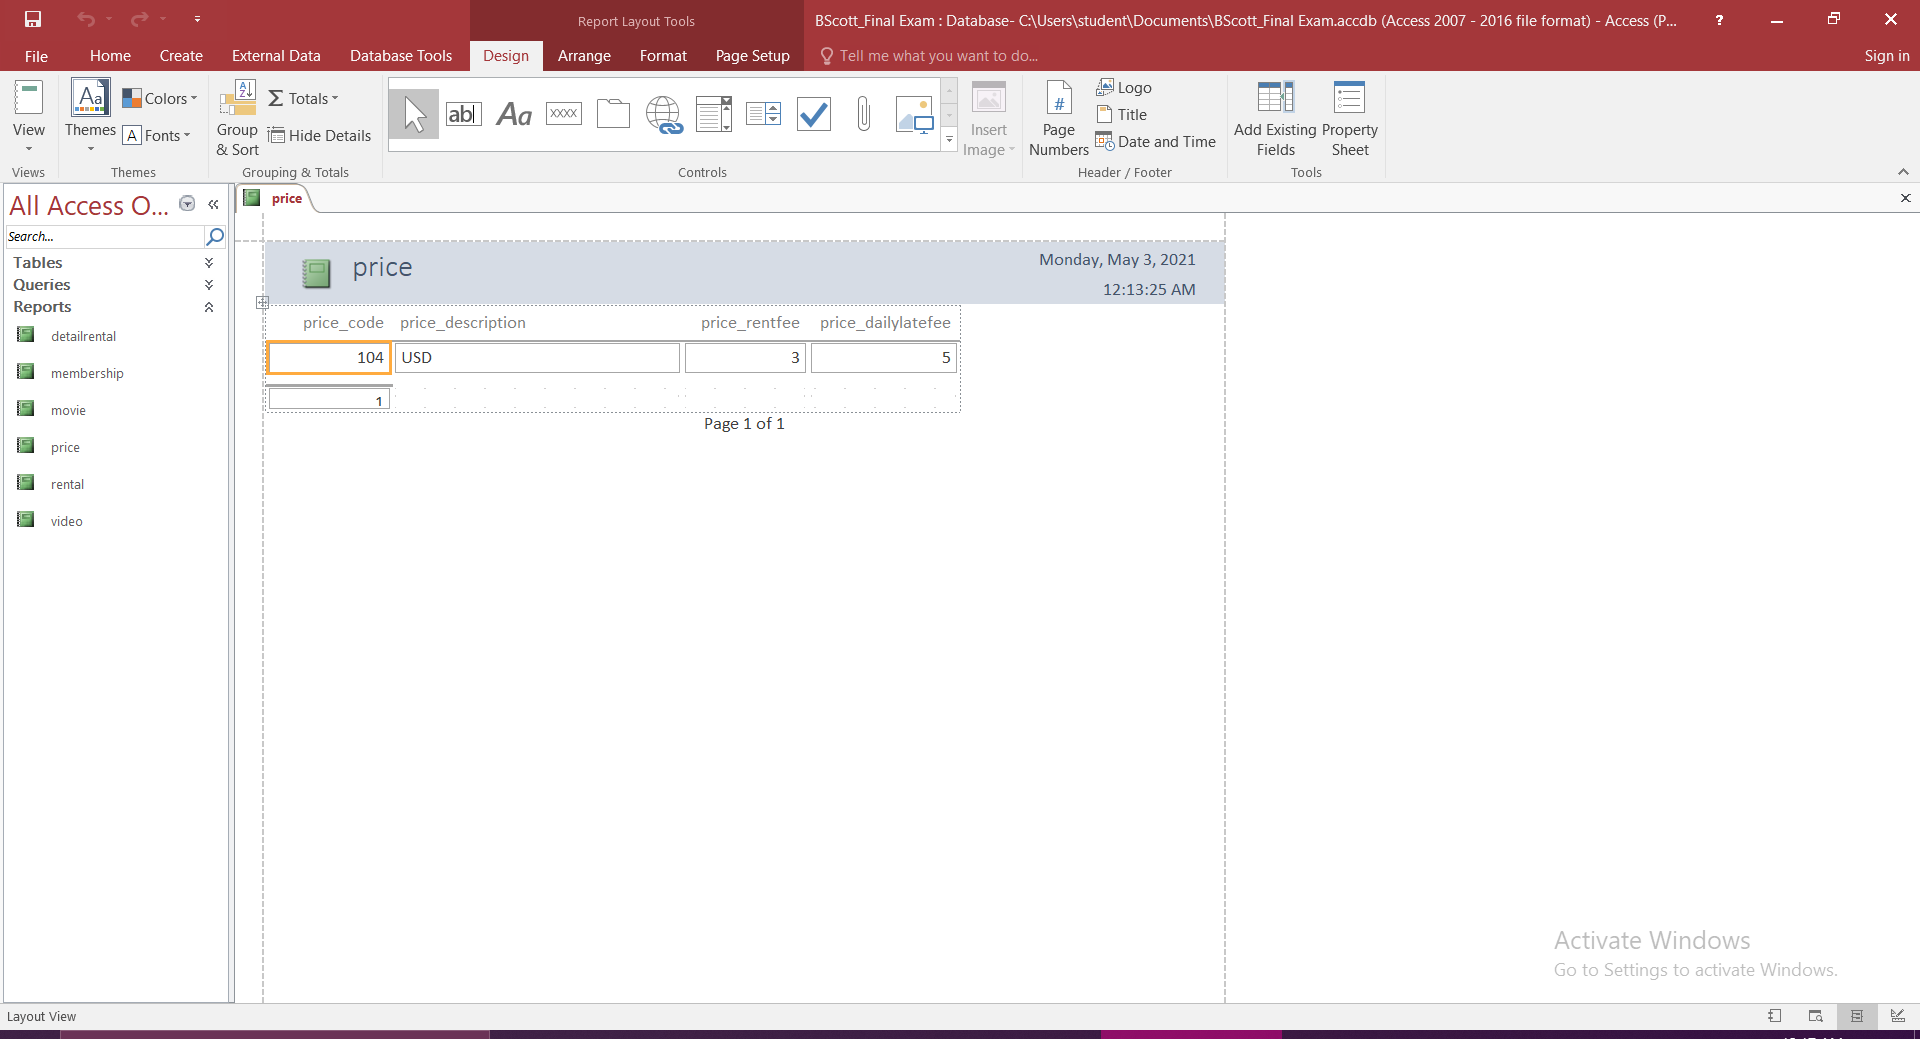 Report Layout Tools
BScott_Final Exam : Database- C:\Users\student\Documents\BScott_Final Exam.accdb (Access 2007 - 2016 file format) - Access (P...
?
File Home Create External Data Database Tools Design Arrange Format Page Setup Tell me what you want to do... Sign in
View
Views
Aa
Themes
Colors
A Fonts
Themes
Group
& Sort
Σ Totals
Hide Details
Grouping & Totals
ab
Aa
XXXX
Controls
Insert
Image
#
Page
Numbers
Logo
Title
Date and Time
Header / Footer
Add Existing
Fields
Property
Sheet
Tools
All Access O... «
Search...
Tables
Queries
Reports
detailrental
membership
movie
price
rental
video
price
price
Monday, May 3, 2021
12:13:25 AM
price_code price_description price_rentfee price_dailylatefee
104 USD 3 5
1
Page 1 of 1
Activate Windows
Go to Settings to activate Windows.
Layout View